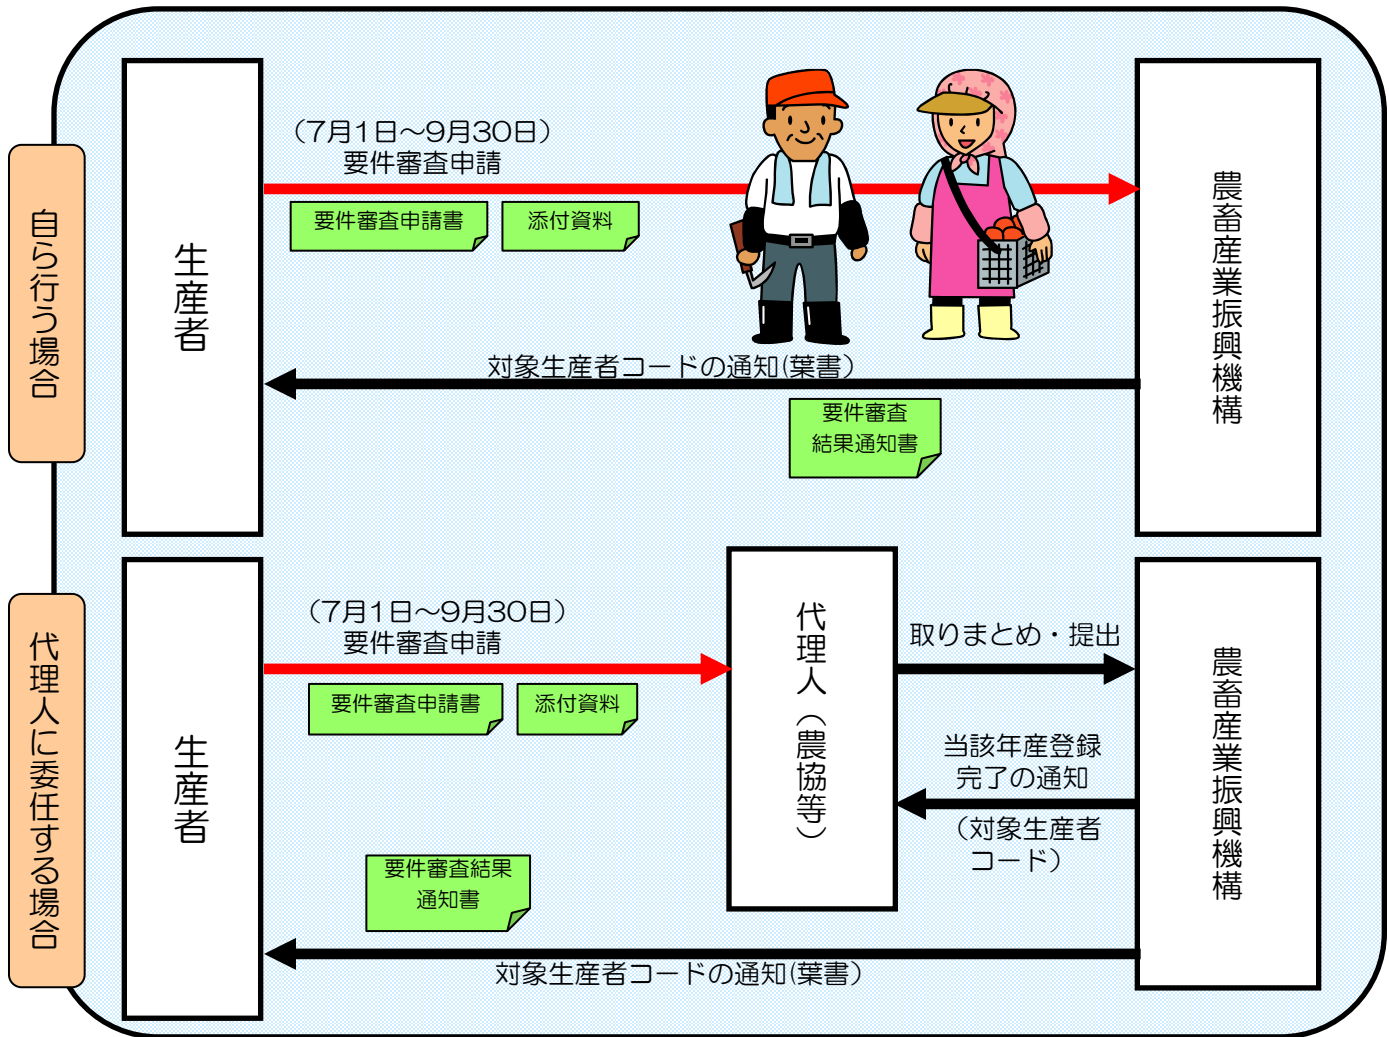 自ら行う場合
生産者
（7月1日～9月30日）
要件審査申請
要件審査申請書
添付資料
農畜産業振興機構
対象生産者コードの通知(葉書）
要件審査
結果通知書
代理人に委任する場合
生産者
（7月1日～9月30日）
要件審査申請
要件審査申請書
添付資料
代理人（農協等）
取りまとめ・提出
農畜産業振興機構
当該年産登録
完了の通知
（対象生産者
コード）
要件審査結果
通知書
対象生産者コードの通知(葉書）